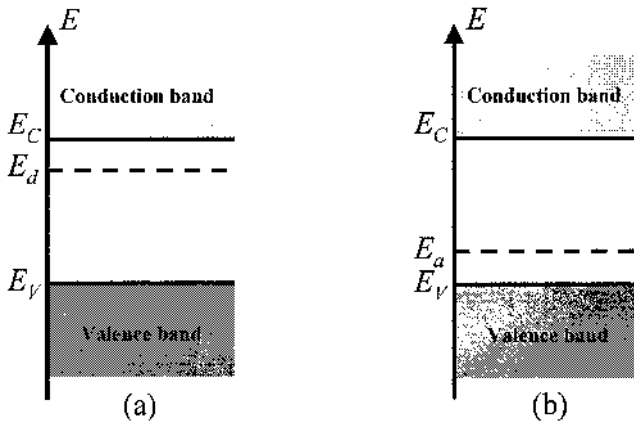 E
Conduction band
E_C
E_d
E_V
Valence band
(a)
E
Conduction band
E_C
E_a
E_V
Valence band
(b)